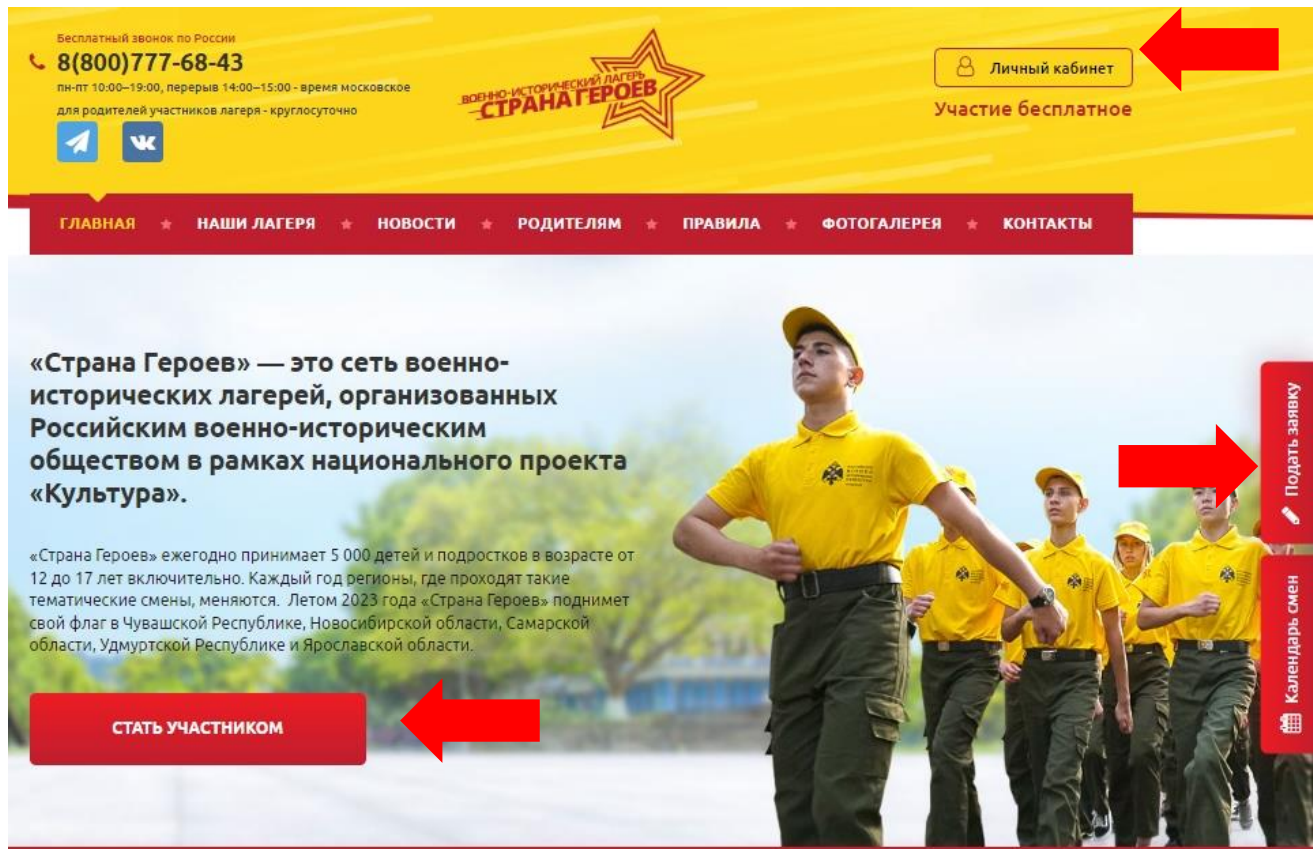 Бесплатный звонок по России
8(800)777-68-43
пн-пт 10:00–19:00, перерыв 14:00–15:00 - время московское
для родителей участников лагеря - круглосуточно
ВОЕННО-ИСТОРИЧЕСКИЙ ЛАГЕРЬ
СТРАНА ГЕРОЕВ
Личный кабинет
Участие бесплатное
ГЛАВНАЯ
НАШИ ЛАГЕРЯ
НОВОСТИ
РОДИТЕЛЯМ
ПРАВИЛА
ФОТОГАЛЕРЕЯ
КОНТАКТЫ
«Страна Героев» — это сеть военно-
исторических лагерей, организованных
Российским военно-историческим
обществом в рамках национального проекта
«Культура».
«Страна Героев» ежегодно принимает 5 000 детей и подростков в возрасте от
12 до 17 лет включительно. Каждый год регионы, где проходят такие
тематические смены, меняются. Летом 2023 года «Страна Героев» поднимет
свой флаг в Чувашской Республике, Новосибирской области, Самарской
области, Удмуртской Республике и Ярославской области.
СТАТЬ УЧАСТНИКОМ
Подать заявку
Календарь смен